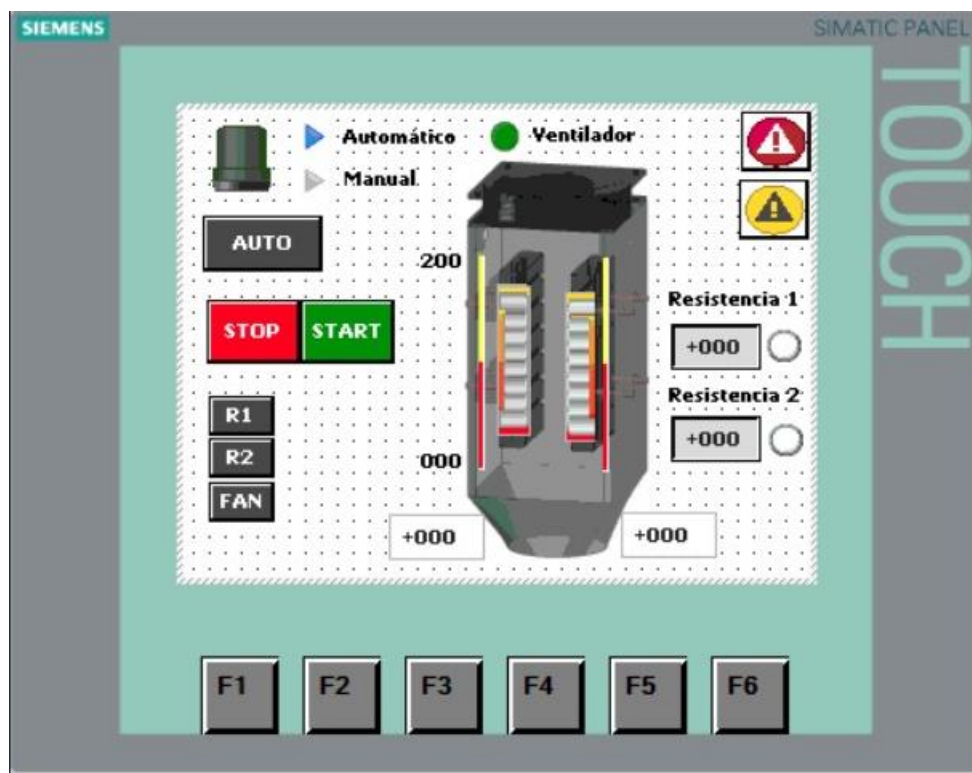 SIEMENS
SIMATIC PANEL
TOUCH
Automático
Ventilador
Manual
AUTO
200
STOP
START
Resistencia 1
+000
Resistencia 2
+000
R1
R2
FAN
000
+000
+000
F1
F2
F3
F4
F5
F6